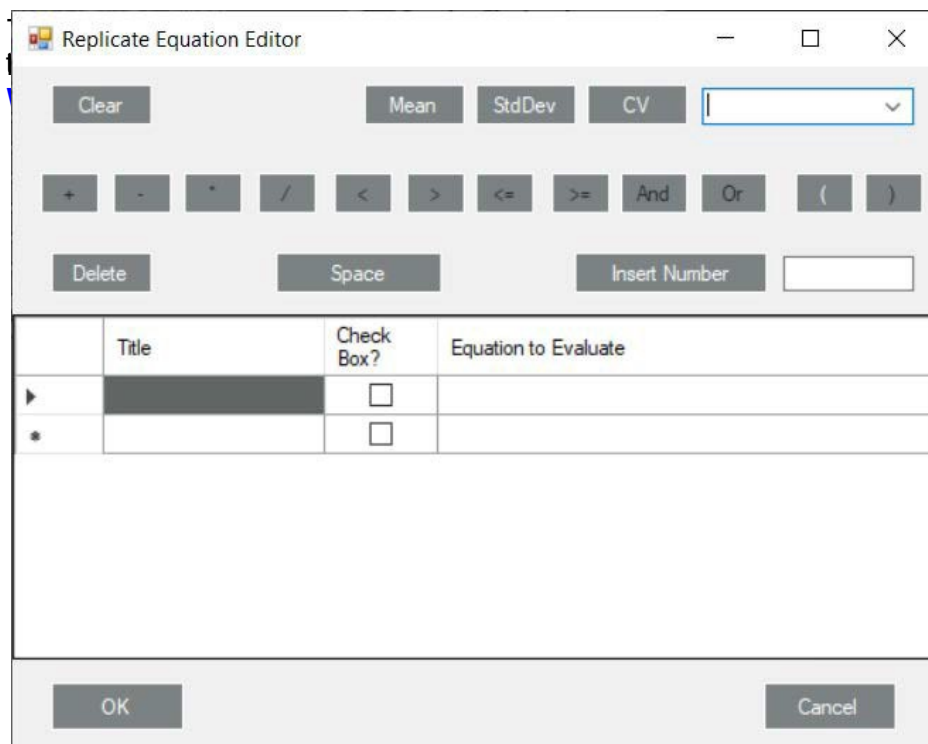 Replicate Equation Editor
Clear Mean StdDev CV
+ - * / < > <= >= And Or ( )
Delete Space Insert Number
Title Check Box? Equation to Evaluate
OK Cancel